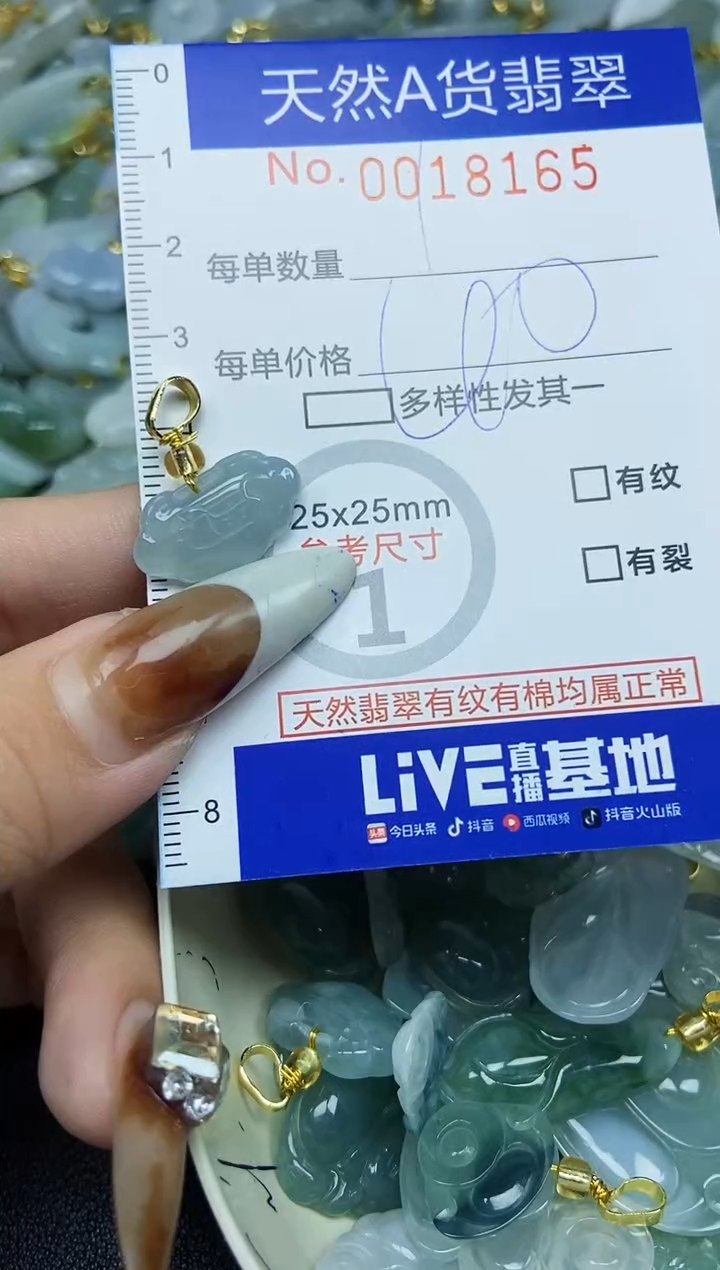 天然A货翡翠
No. 0018165
每单数量
每单价格
多样性发其一
25x25mm
参考尺寸
1
有纹
有裂
天然翡翠有纹有棉均属正常
LiVE直播基地
头条 今日头条 抖音 西瓜视频 抖音火山版
0
1
2
3
8